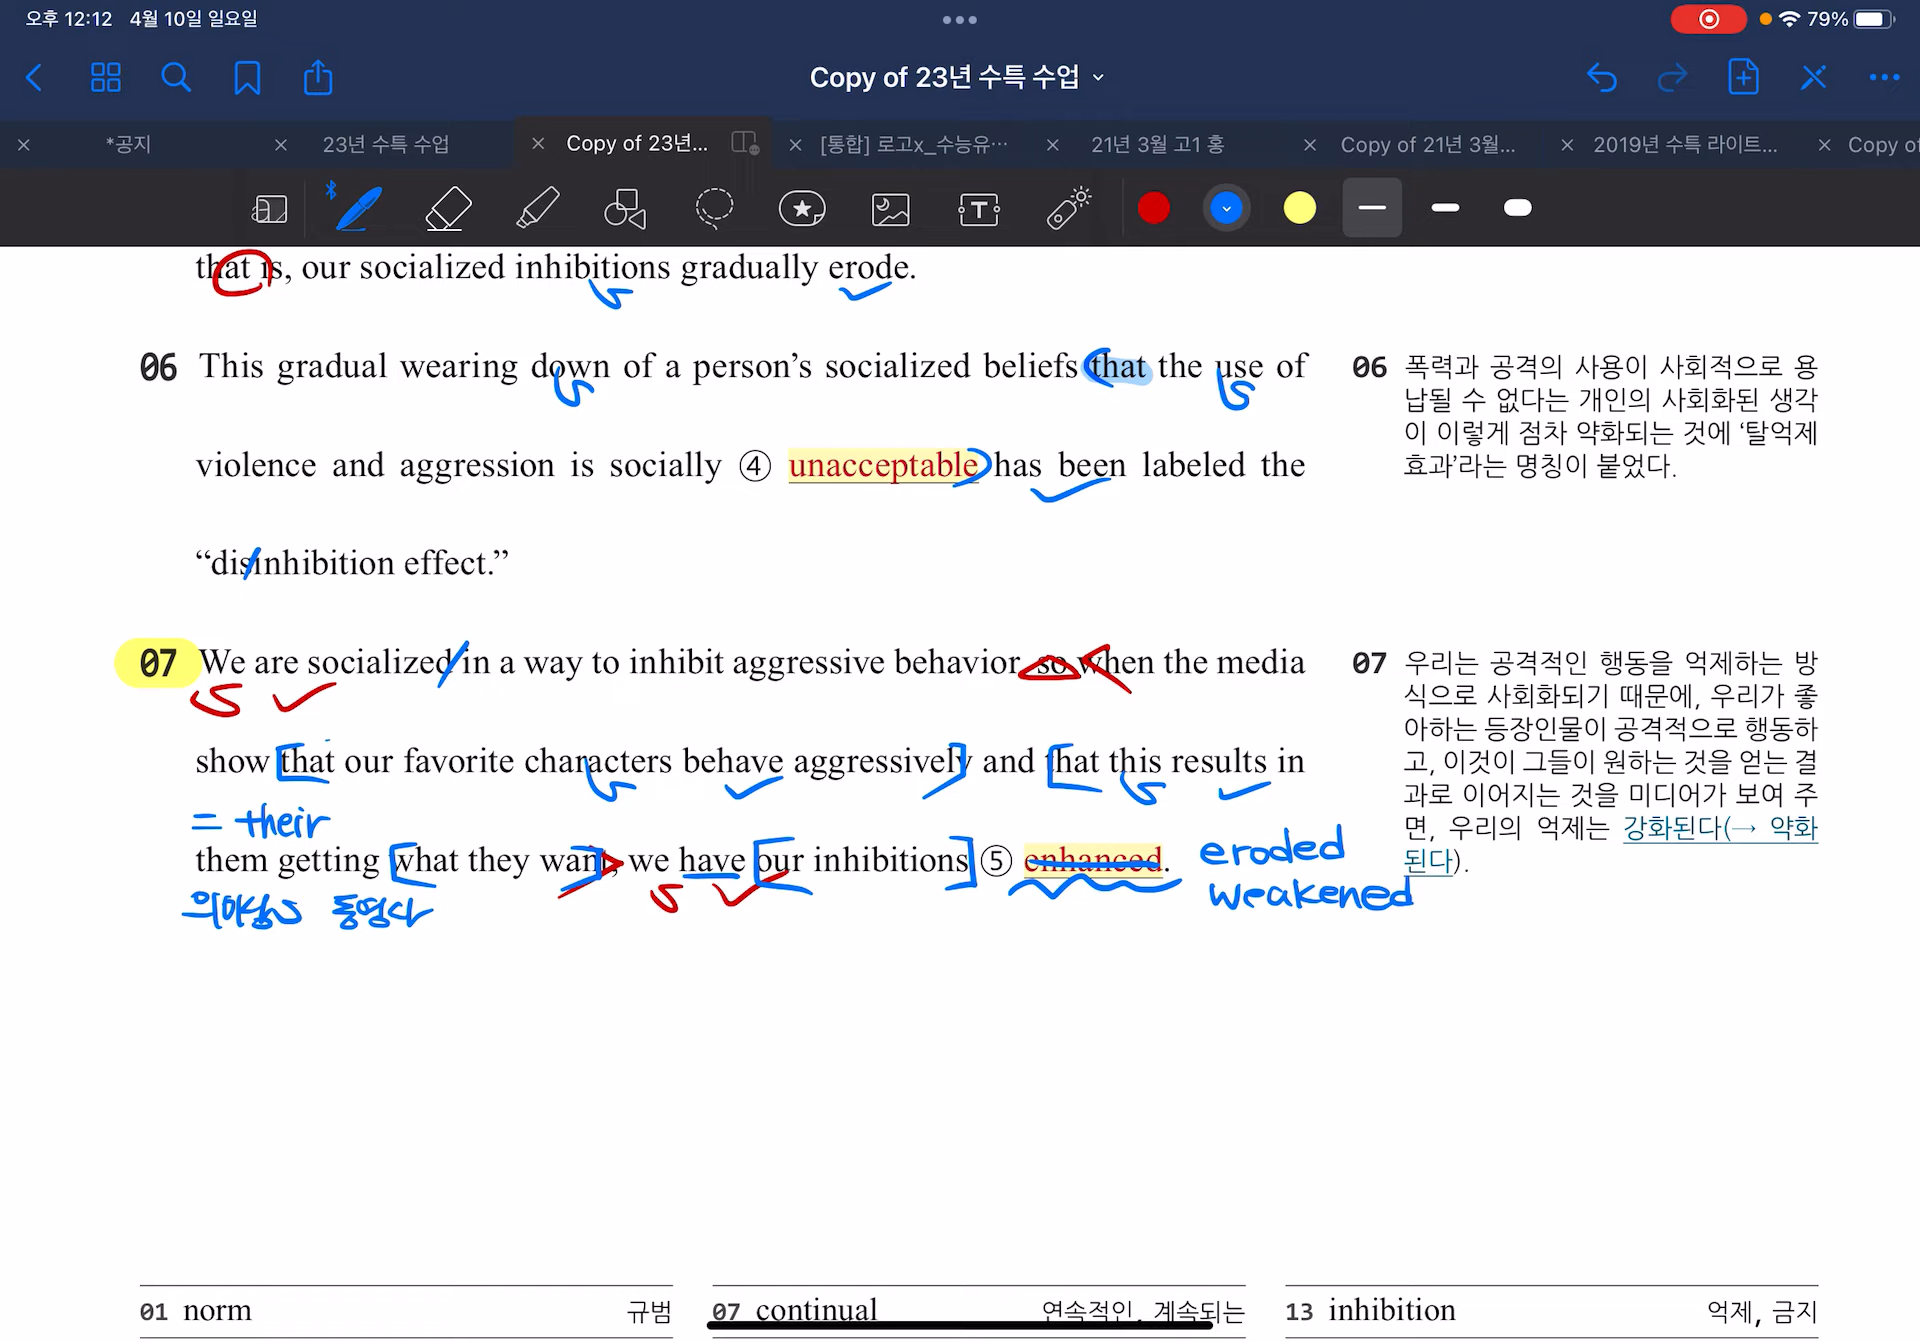 오후 12:12 4월 10일 일요일
79%
Copy of 23년 수특 수업
*공지
23년 수특 수업
Copy of 23년...
[통합] 로고x_수능유...
21년 3월 고1 홍
Copy of 21년 3월...
2019년 수특 라이트...
Copy of
that is, our socialized inhibitions gradually erode.
06 This gradual wearing down of a person's socialized beliefs that the use of
violence and aggression is socially ④ unacceptable has been labeled the
“disinhibition effect.”
06 폭력과 공격의 사용이 사회적으로 용
납될 수 없다는 개인의 사회화된 생각
이 이렇게 점차 약화되는 것에 ‘탈억제
효과’라는 명칭이 붙었다.
07 We are socialized in a way to inhibit aggressive behavior, so when the media
show that our favorite characters behave aggressively and that this results in
= their
them getting what they want, we have our inhibitions ⑤ enhanced. eroded
의미상 S 동명사 weakened
07 우리는 공격적인 행동을 억제하는 방
식으로 사회화되기 때문에, 우리가 좋
아하는 등장인물이 공격적으로 행동하
고, 이것이 그들이 원하는 것을 얻는 결
과로 이어지는 것을 미디어가 보여 주
면, 우리의 억제는 강화된다(→ 약화
된다).
01 norm 규범
07 continual 연속적인, 계속되는
13 inhibition 억제, 금지